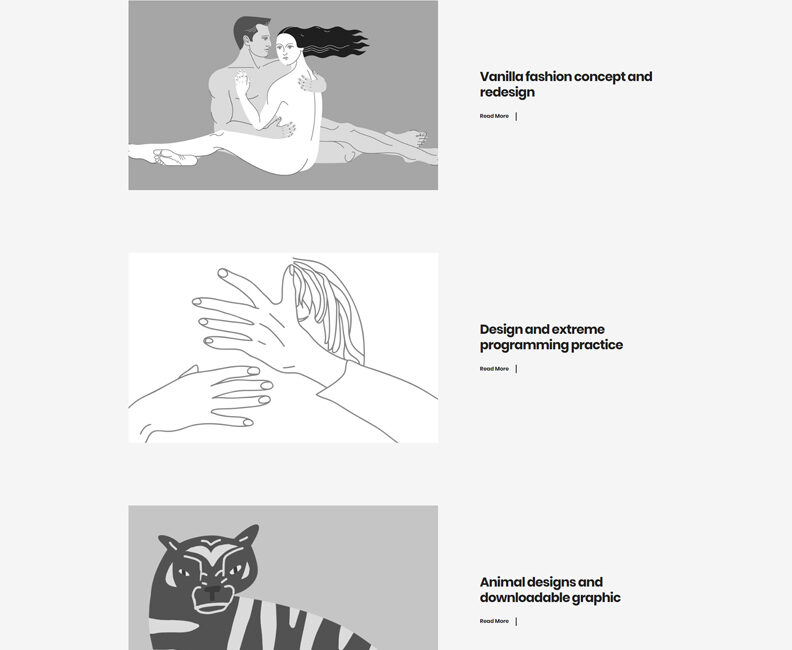 Vanilla fashion concept and
redesign
Read More
Design and extreme
programming practice
Read More
Animal designs and
downloadable graphic
Read More